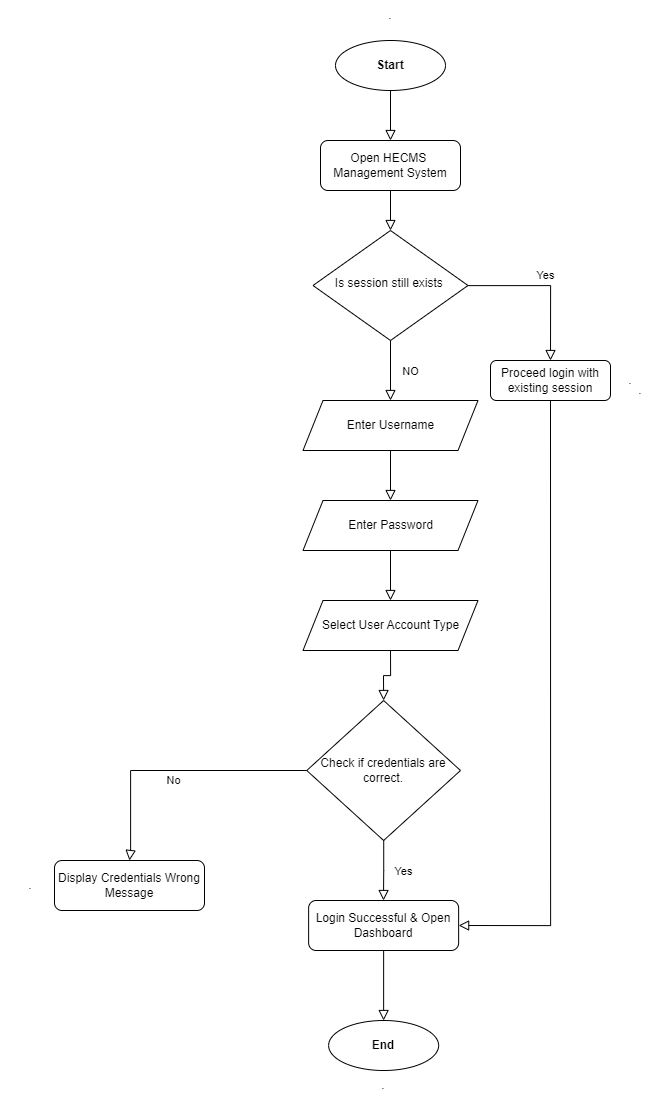 Start
Open HECMS
Management System
Is session still exists
Yes
Proceed login with
existing session
NO
Enter Username
Enter Password
Select User Account Type
Check if credentials are
correct.
No
Display Credentials Wrong
Message
Yes
Login Successful & Open
Dashboard
End